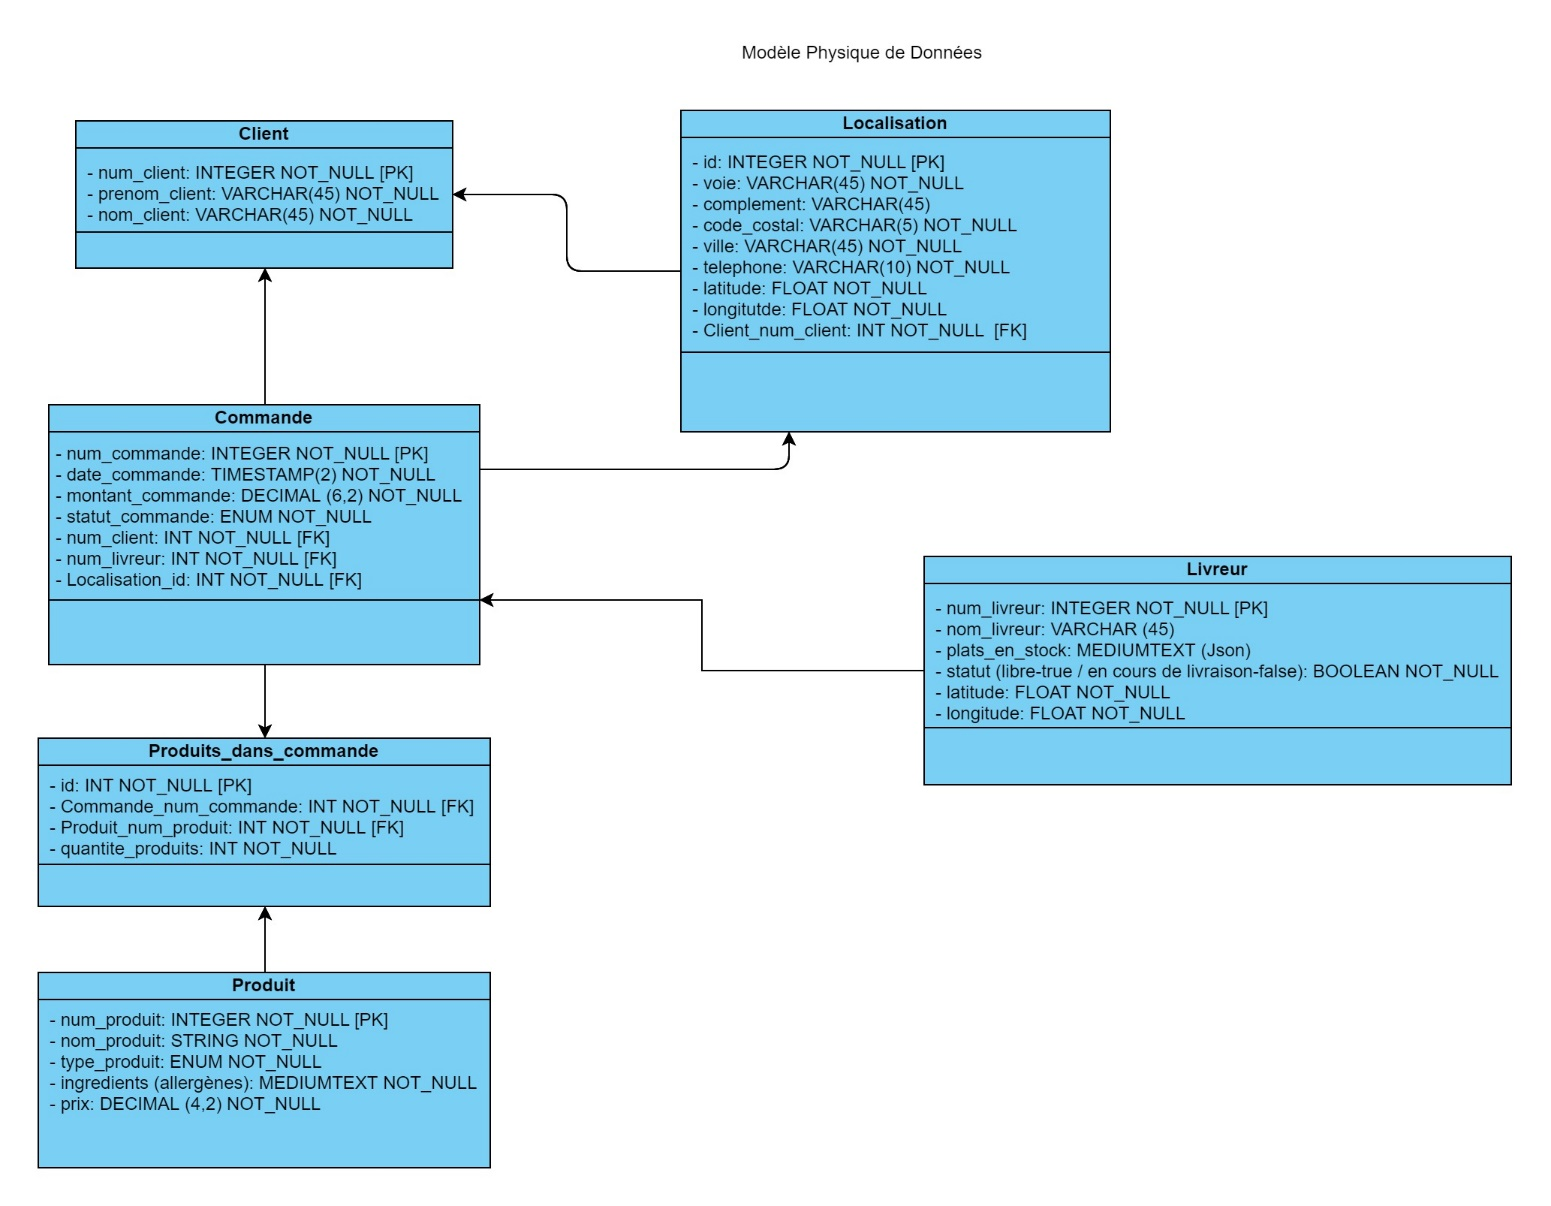 Modèle Physique de Données
Client
- num_client: INTEGER NOT_NULL [PK]
- prenom_client: VARCHAR(45) NOT_NULL
- nom_client: VARCHAR(45) NOT_NULL
Localisation
- id: INTEGER NOT_NULL [PK]
- voie: VARCHAR(45) NOT_NULL
- complement: VARCHAR(45)
- code_costal: VARCHAR(5) NOT_NULL
- ville: VARCHAR(45) NOT_NULL
- telephone: VARCHAR(10) NOT_NULL
- latitude: FLOAT NOT_NULL
- longitutde: FLOAT NOT_NULL
- Client_num_client: INT NOT_NULL  [FK]
Commande
- num_commande: INTEGER NOT_NULL [PK]
- date_commande: TIMESTAMP(2) NOT_NULL
- montant_commande: DECIMAL (6,2) NOT_NULL
- statut_commande: ENUM NOT_NULL
- num_client: INT NOT_NULL [FK]
- num_livreur: INT NOT_NULL [FK]
- Localisation_id: INT NOT_NULL [FK]
Livreur
- num_livreur: INTEGER NOT_NULL [PK]
- nom_livreur: VARCHAR (45)
- plats_en_stock: MEDIUMTEXT (Json)
- statut (libre-true / en cours de livraison-false): BOOLEAN NOT_NULL
- latitude: FLOAT NOT_NULL
- longitude: FLOAT NOT_NULL
Produits_dans_commande
- id: INT NOT_NULL [PK]
- Commande_num_commande: INT NOT_NULL [FK]
- Produit_num_produit: INT NOT_NULL [FK]
- quantite_produits: INT NOT_NULL
Produit
- num_produit: INTEGER NOT_NULL [PK]
- nom_produit: STRING NOT_NULL
- type_produit: ENUM NOT_NULL
- ingredients (allergènes): MEDIUMTEXT NOT_NULL
- prix: DECIMAL (4,2) NOT_NULL